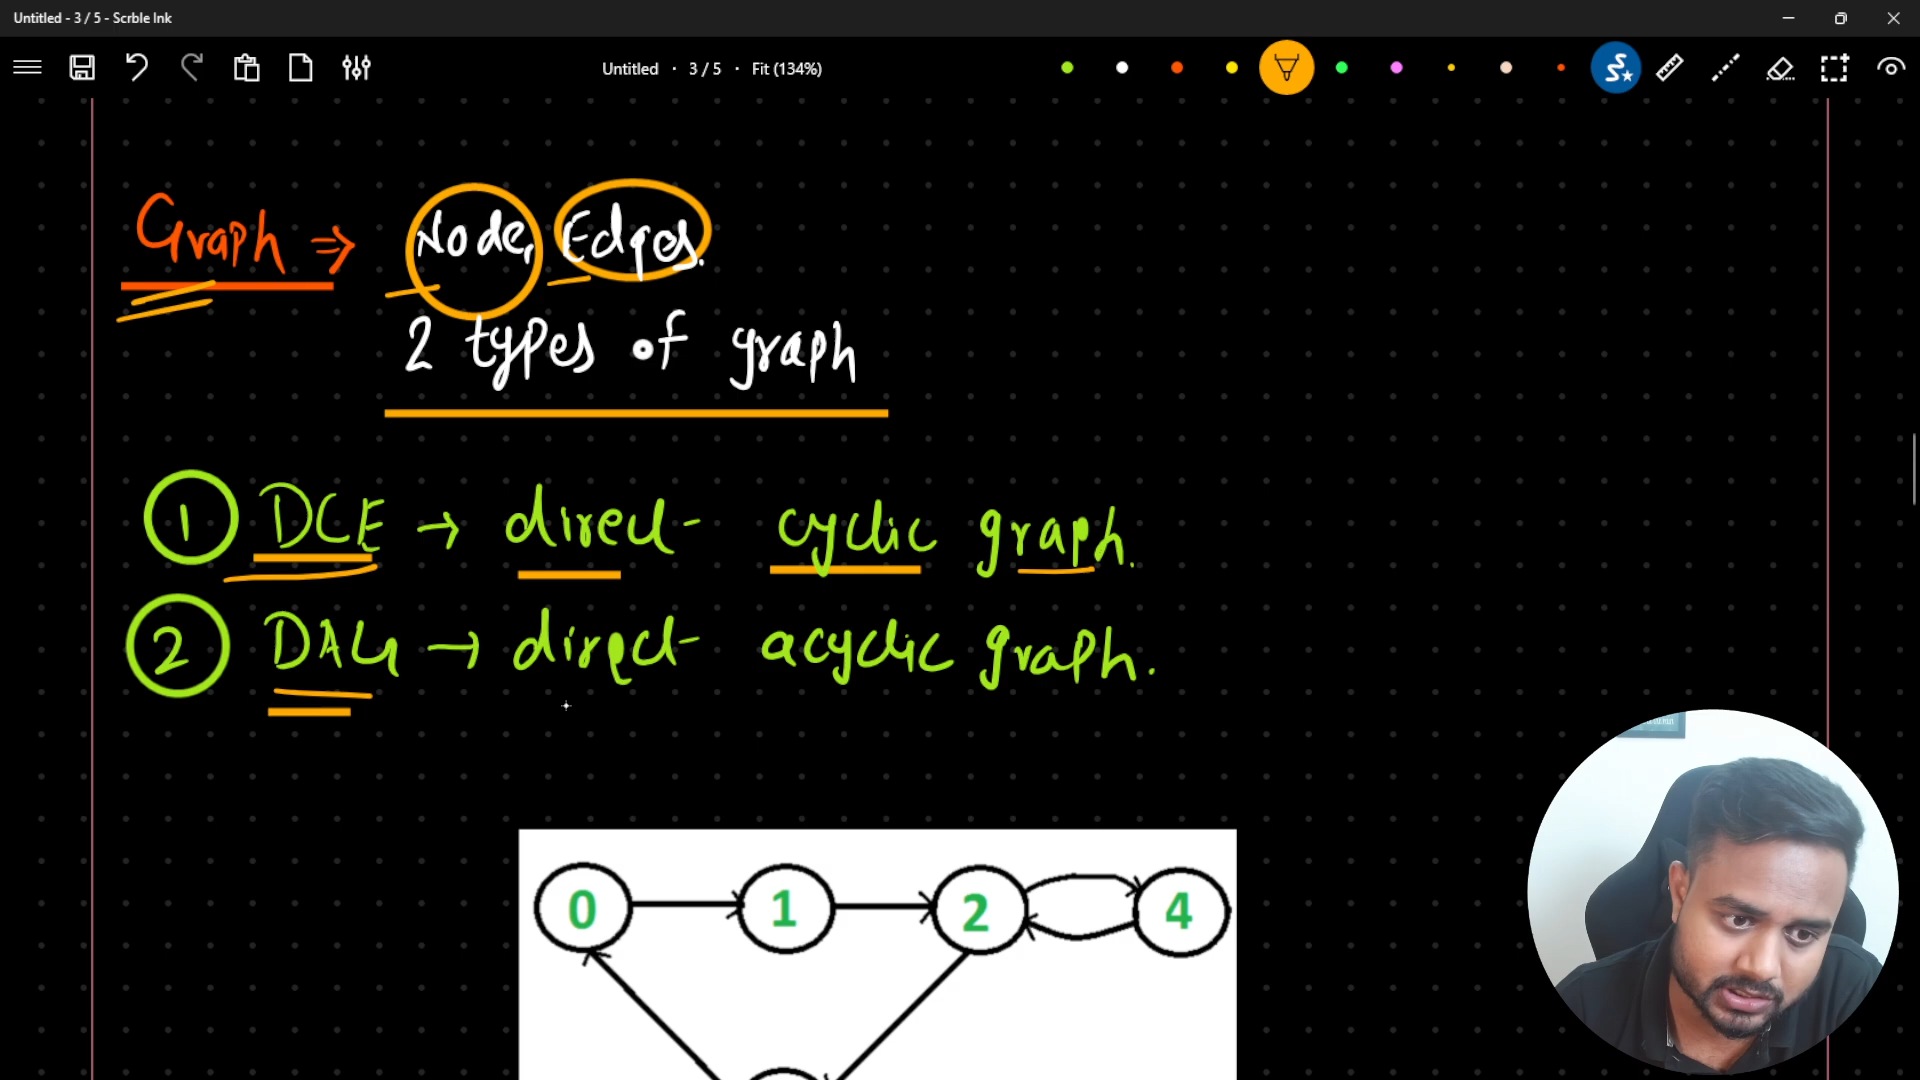 Untitled - 3 / 5 - Scrble Ink
Untitled · 3 / 5 · Fit (134%)
Graph ⇒ Node, Edges.
2 types of graph
1 DCE → direct- cyclic graph.
2 DAG → direct- acyclic graph.
0 1 2 4